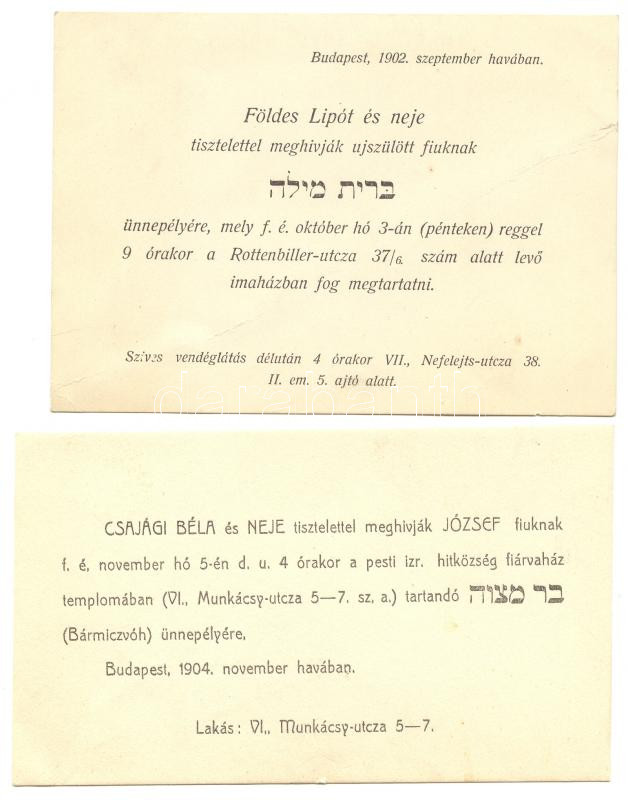 Budapest, 1902. szeptember havában.
Földes Lipót és neje
tisztelettel meghivják ujszülött fiuknak
ברית מילה
ünnepélyére, mely f. é. október hó 3-án (pénteken) reggel
9 órakor a Rottenbiller-utcza 37/6. szám alatt levő
imaházban fog megtartatni.
Szives vendéglátás délután 4 órakor VII., Nefelejts-utcza 38.
II. em. 5. ajtó alatt.
darabanth
CSAJÁGI BÉLA és NEJE tisztelettel meghivják JÓZSEF fiuknak
f. é. november hó 5-én d. u. 4 órakor a pesti izr. hitközség fiárvaház
templomában (VI., Munkácsy-utcza 5—7. sz. a.) tartandó בר מצוה
(Bármiczvóh) ünnepélyére.
Budapest, 1904. november havában.
Lakás: VI., Munkácsy-utcza 5—7.